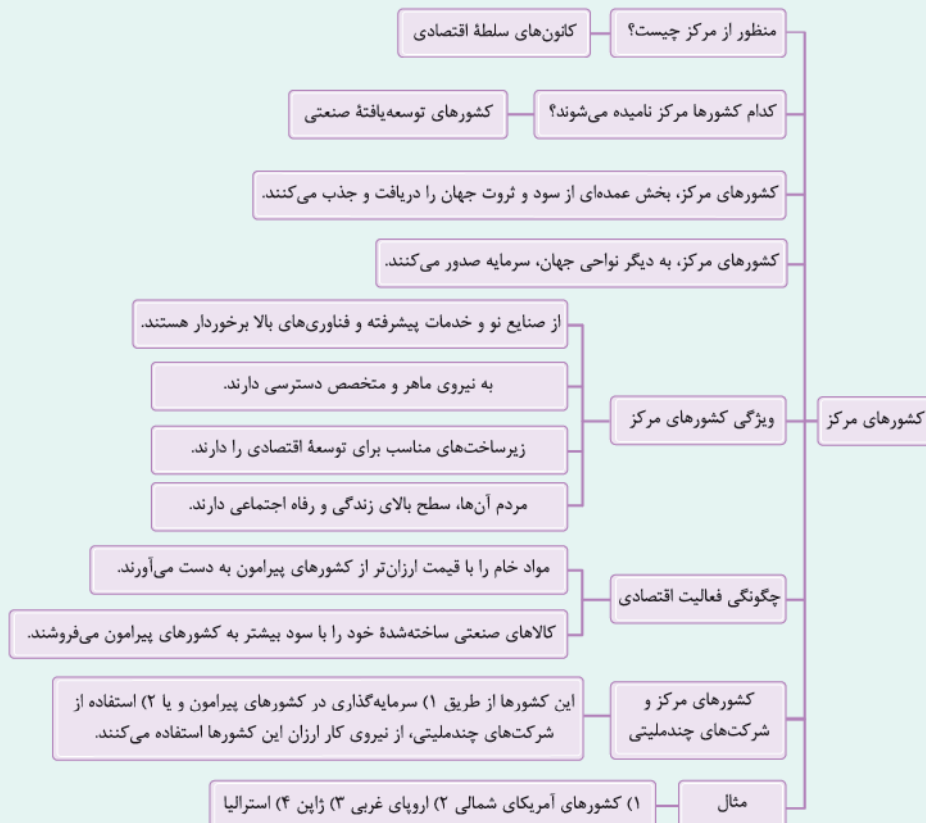 کشورهای مرکز
منظور از مرکز چیست؟
کانون‌های سلطهٔ اقتصادی
کدام کشورها مرکز نامیده می‌شوند؟
کشورهای توسعه‌یافتهٔ صنعتی
کشورهای مرکز، بخش عمده‌ای از سود و ثروت جهان را دریافت و جذب می‌کنند.
کشورهای مرکز، به دیگر نواحی جهان، سرمایه صدور می‌کنند.
ویژگی کشورهای مرکز
از صنایع نو و خدمات پیشرفته و فناوری‌های بالا برخوردار هستند.
به نیروی ماهر و متخصص دسترسی دارند.
زیرساخت‌های مناسب برای توسعهٔ اقتصادی را دارند.
مردم آن‌ها، سطح بالای زندگی و رفاه اجتماعی دارند.
چگونگی فعالیت اقتصادی
مواد خام را با قیمت ارزان‌تر از کشورهای پیرامون به دست می‌آورند.
کالاهای صنعتی ساخته‌شدهٔ خود را با سود بیشتر به کشورهای پیرامون می‌فروشند.
کشورهای مرکز و
شرکت‌های چندملیتی
این کشورها از طریق ۱) سرمایه‌گذاری در کشورهای پیرامون و یا ۲) استفاده از
شرکت‌های چندملیتی، از نیروی کار ارزان این کشورها استفاده می‌کنند.
مثال
۱) کشورهای آمریکای شمالی ۲) اروپای غربی ۳) ژاپن ۴) استرالیا